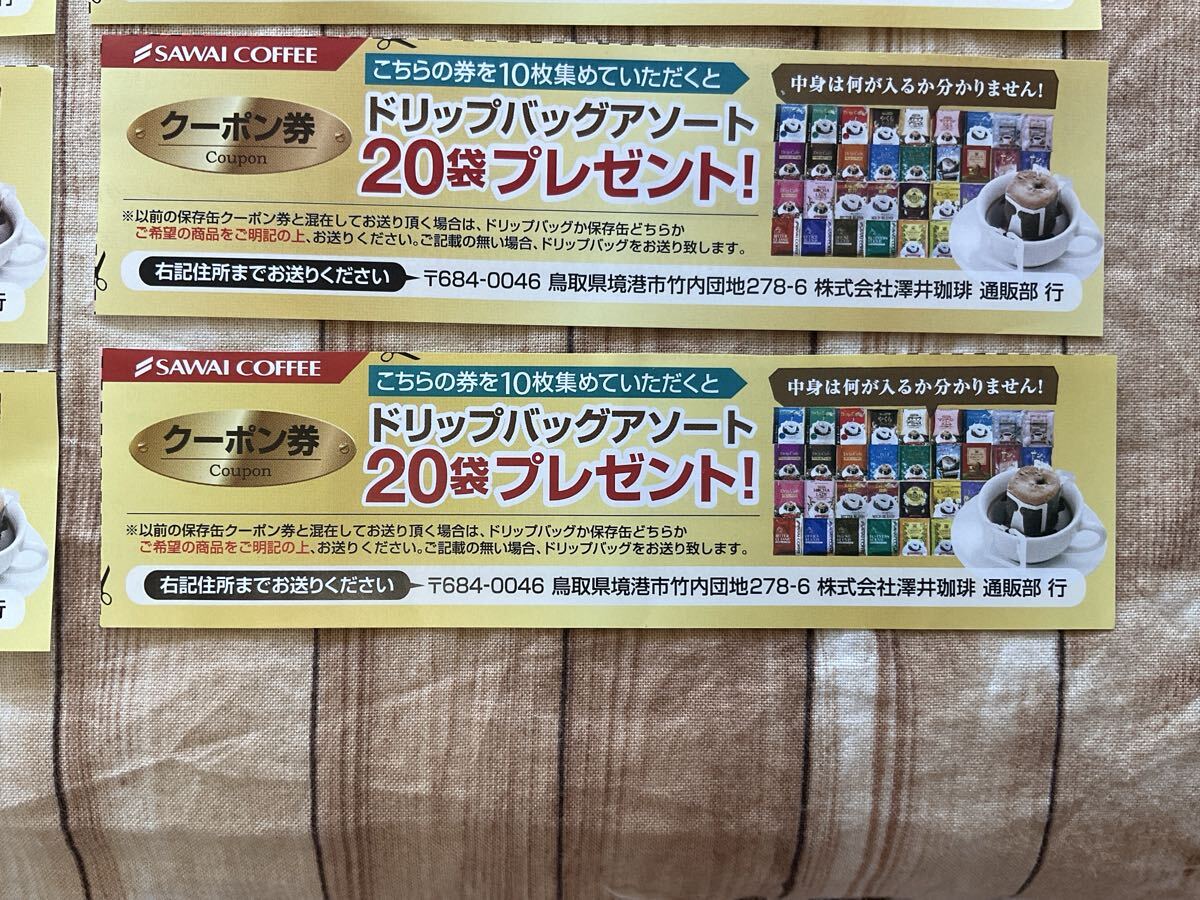 SAWAI COFFEE
クーポン券
Coupon
こちらの券を10枚集めていただくと
ドリップバッグアソート
20袋プレゼント!
中身は何が入るか分かりません!
※以前の保存缶クーポン券と混在してお送り頂く場合は、ドリップバッグか保存缶どちらか
ご希望の商品をご明記の上、お送りください。ご記載の無い場合、ドリップバッグをお送り致します。
右記住所までお送りください 〒684-0046 鳥取県境港市竹内団地278-6 株式会社澤井珈琲 通販部 行
SAWAI COFFEE
クーポン券
Coupon
こちらの券を10枚集めていただくと
ドリップバッグアソート
20袋プレゼント!
中身は何が入るか分かりません!
※以前の保存缶クーポン券と混在してお送り頂く場合は、ドリップバッグか保存缶どちらか
ご希望の商品をご明記の上、お送りください。ご記載の無い場合、ドリップバッグをお送り致します。
右記住所までお送りください 〒684-0046 鳥取県境港市竹内団地278-6 株式会社澤井珈琲 通販部 行
行
行